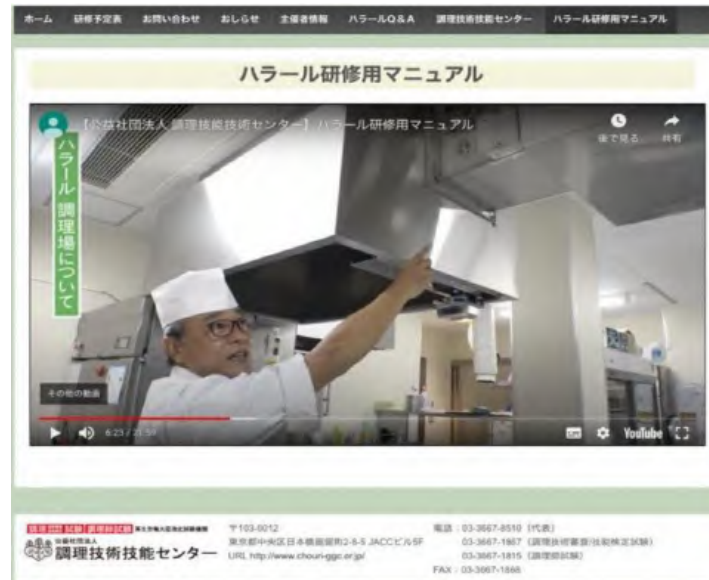 ホーム 研修予定表 お問い合わせ おしらせ 主催者情報 ハラールQ&A 調理技術技能センター ハラール研修用マニュアル
ハラール研修用マニュアル
【公益社団法人 調理技能技術センター】ハラール研修用マニュアル
後で見る 共有
ハラール 調理場について
その他の動画
6:23 /
YouTube
公益社団法人
調理技術技能センター
〒103-0012
東京都中央区日本橋堀留町2-8-5 JACCビル5F
URL http://www.chouri-ggc.or.jp/
電話:03-3667-8510(代表)
03-3667-1867(調理技術審査/技能検定試験)
03-3667-1815(調理師試験)
FAX:03-3667-1868